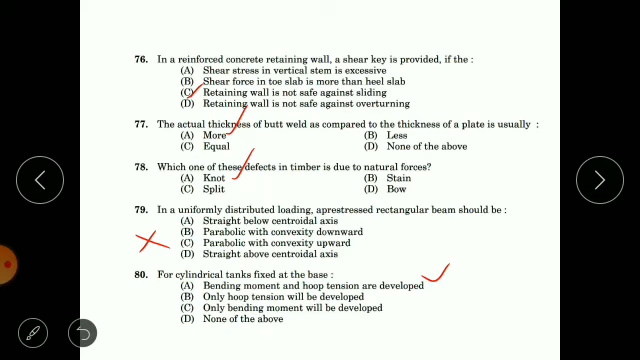 76. In a reinforced concrete retaining wall, a shear key is provided, if the :
(A) Shear stress in vertical stem is excessive
(B) Shear force in toe slab is more than heel slab
(C) Retaining wall is not safe against sliding
(D) Retaining wall is not safe against overturning
77. The actual thickness of butt weld as compared to the thickness of a plate is usually :
(A) More (B) Less
(C) Equal (D) None of the above
78. Which one of these defects in timber is due to natural forces?
(A) Knot (B) Stain
(C) Split (D) Bow
79. In a uniformly distributed loading, aprestressed rectangular beam should be :
(A) Straight below centroidal axis
(B) Parabolic with convexity downward
(C) Parabolic with convexity upward
(D) Straight above centroidal axis
80. For cylindrical tanks fixed at the base :
(A) Bending moment and hoop tension are developed
(B) Only hoop tension will be developed
(C) Only bending moment will be developed
(D) None of the above